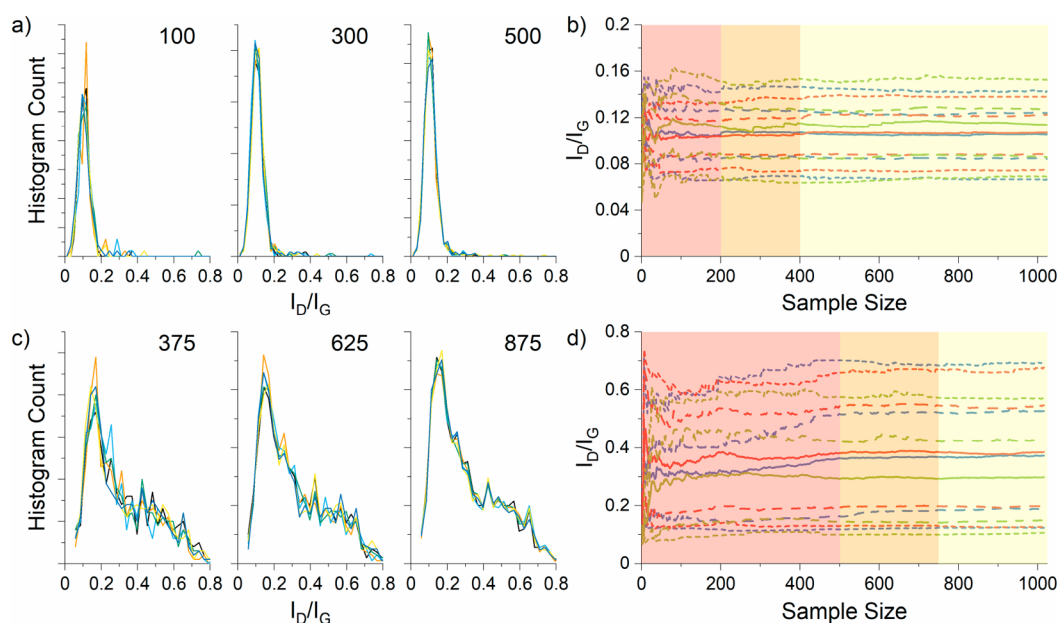 a)
100
300
500
Histogram Count
0 0.2 0.4 0.6 0.8
0 0.2 0.4 0.6 0.8
0 0.2 0.4 0.6 0.8
I_D/I_G
b)
0.2
0.16
0.12
0.08
0.04
0
I_D/I_G
0 200 400 600 800 1000
Sample Size
c)
375
625
875
Histogram Count
0 0.2 0.4 0.6 0.8
0 0.2 0.4 0.6 0.8
0 0.2 0.4 0.6 0.8
I_D/I_G
d)
0.8
0.6
0.4
0.2
0
I_D/I_G
0 200 400 600 800 1000
Sample Size